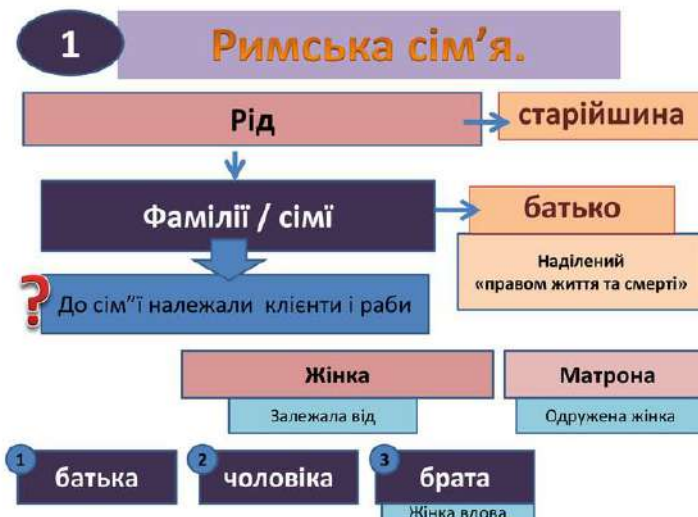 1
Римська сім’я.
Рід
старійшина
Фамілії / сімї
батько
Наділений
«правом життя та смерті»
?
До сім"ї належали клієнти і раби
Жінка
Матрона
Залежала від
Одружена жінка
1
батька
2
чоловіка
3
брата
Жінка вдова